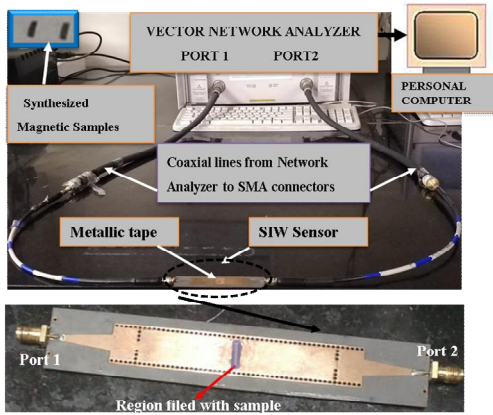 VECTOR NETWORK ANALYZER
PORT 1 PORT2
PERSONAL
COMPUTER
Synthesized
Magnetic Samples
Coaxial lines from Network
Analyzer to SMA connectors
Metallic tape
SIW Sensor
Port 1
Port 2
Region filed with sample